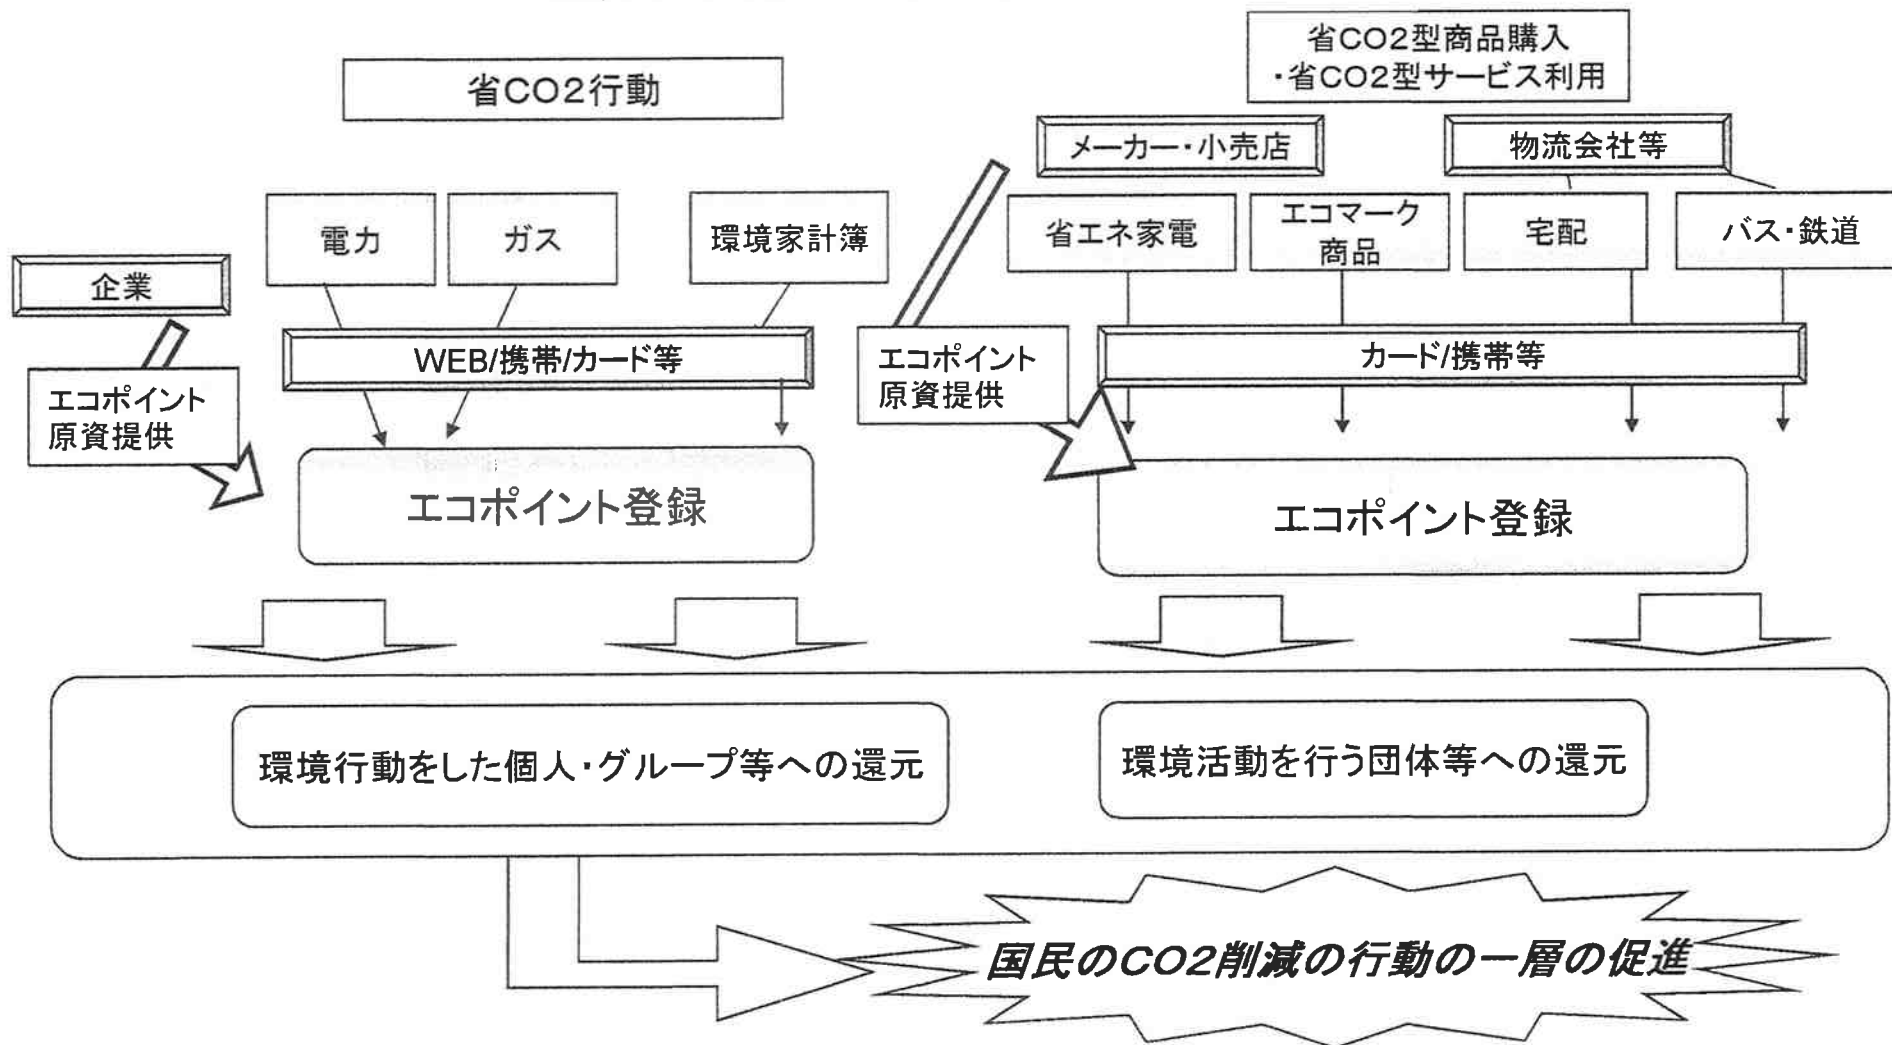 省CO2行動
省CO2型商品購入
・省CO2型サービス利用
メーカー・小売店
物流会社等
電力
ガス
環境家計簿
省エネ家電
エコマーク
商品
宅配
バス・鉄道
企業
WEB/携帯/カード等
エコポイント
原資提供
カード/携帯等
エコポイント
原資提供
エコポイント登録
エコポイント登録
環境行動をした個人・グループ等への還元
環境活動を行う団体等への還元
国民のCO2削減の行動の一層の促進